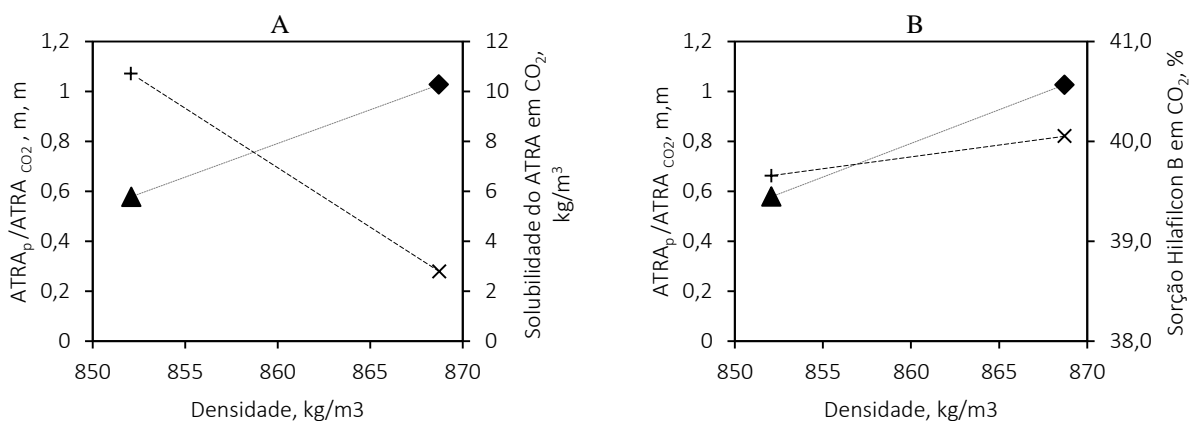 A
1,2
1
0,8
0,6
0,4
0,2
0
12
10
8
6
4
2
0
850 855 860 865 870
Densidade, kg/m3
ATRAp/ATRA CO2, m, m
Solubilidade do ATRA em CO2,
kg/m³
B
1,2
1
0,8
0,6
0,4
0,2
0
41,0
40,0
39,0
38,0
850 855 860 865 870
Densidade, kg/m3
ATRAp/ATRA CO2, m,m
Sorção Hilafilcon B em CO2, %